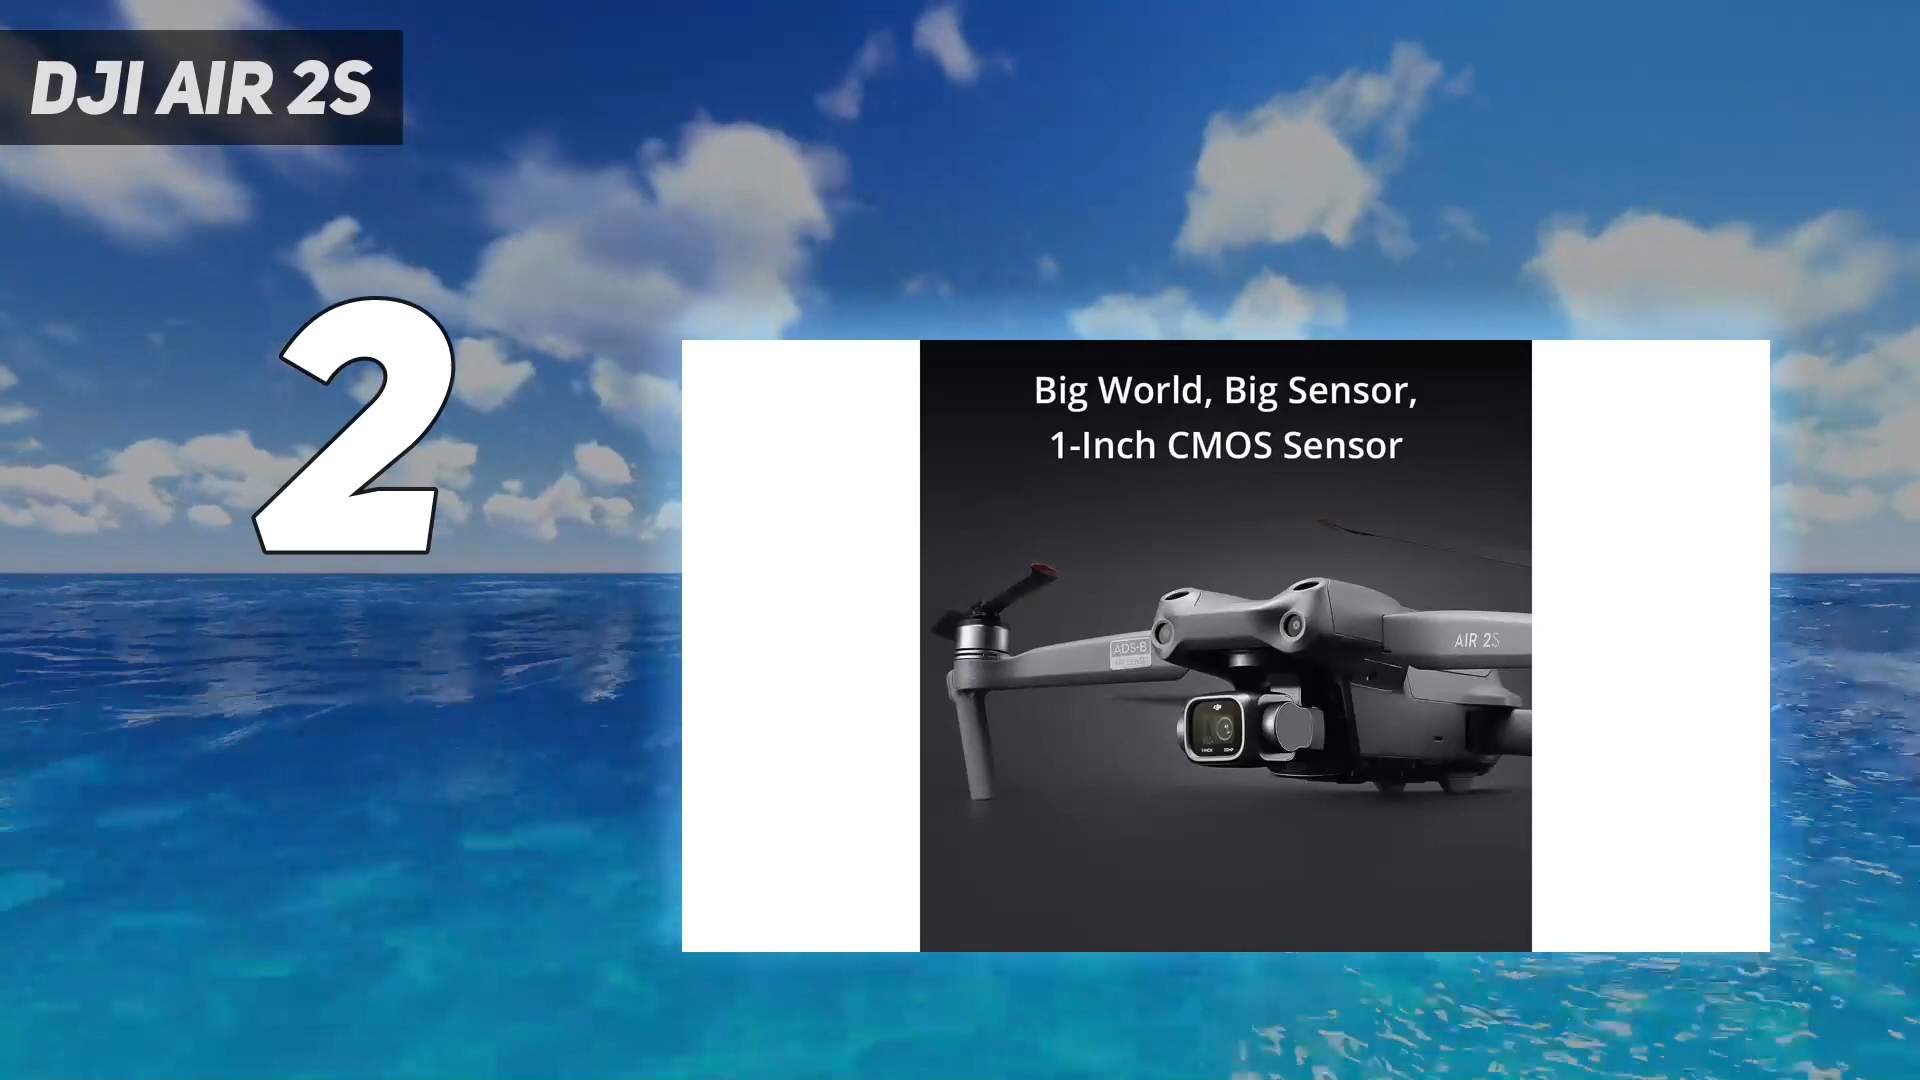 DJI AIR 2S
2
Big World, Big Sensor,
1-Inch CMOS Sensor
ADS-B
AIR 2S